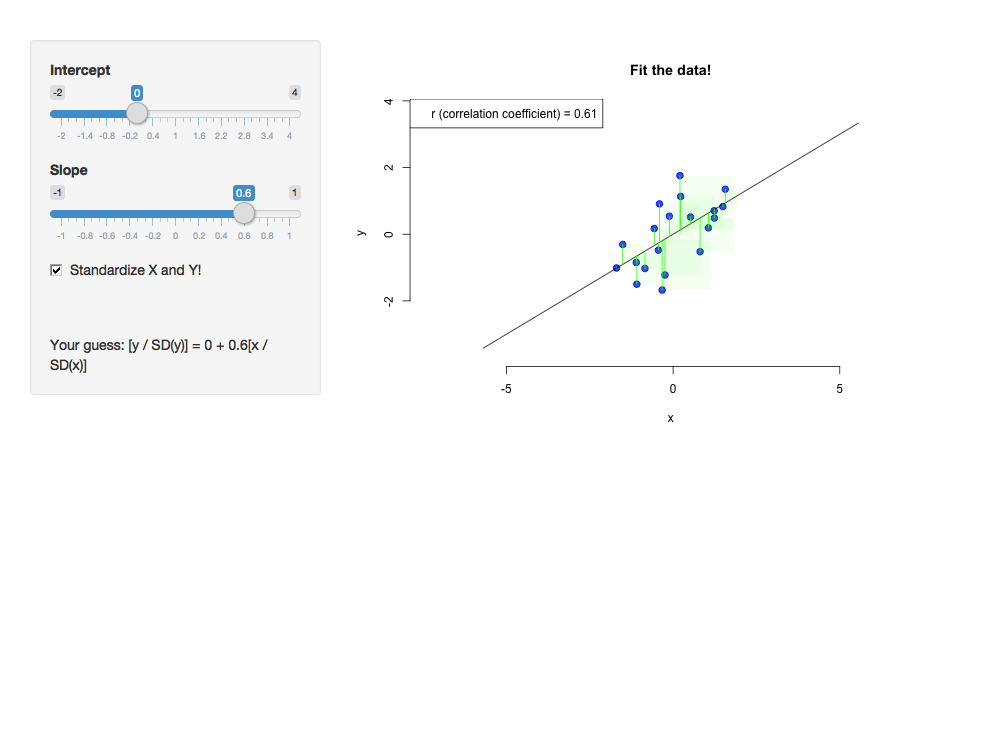 Intercept
-2 0 4
-2 -1.4 -0.8 -0.2 0.4 1 1.6 2.2 2.8 3.4 4
Slope
-1 0.6 1
-1 -0.8 -0.6 -0.4 -0.2 0 0.2 0.4 0.6 0.8 1
Standardize X and Y!
Your guess: [y / SD(y)] = 0 + 0.6[x /
SD(x)]
Fit the data!
r (correlation coefficient) = 0.61
4
2
0
-2
y
-5 0 5
x